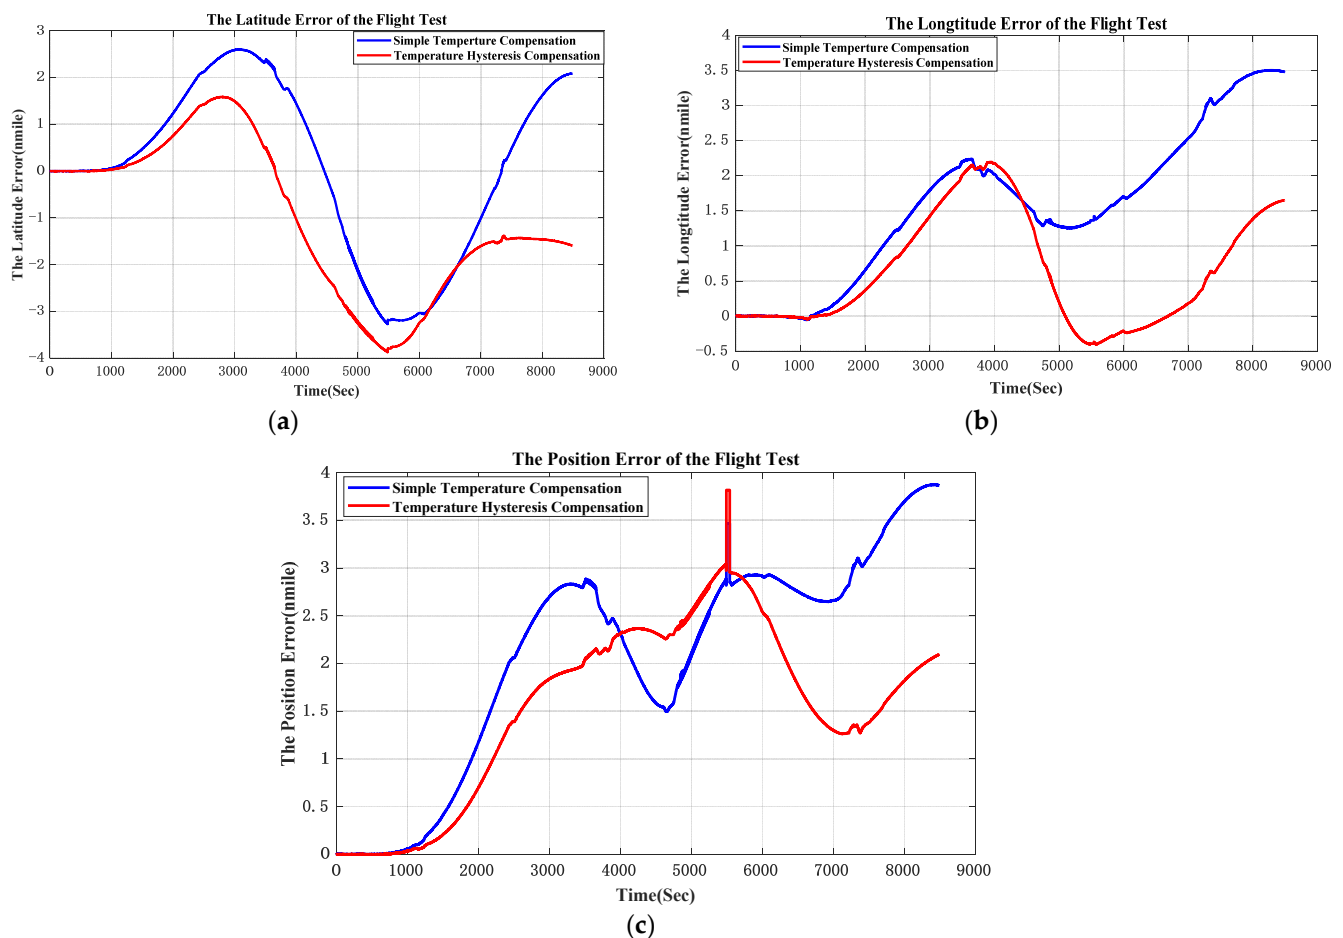 The Latitude Error of the Flight Test
Simple Temperture Compensation
Temperature Hysteresis Compensation
The Latitude Error(nmile)
3
2
1
0
−1
−2
−3
−4
0 1000 2000 3000 4000 5000 6000 7000 8000 9000
Time(Sec)
(a)
The Longtitude Error of the Flight Test
Simple Temperture Compensation
Temperature Hysteresis Compensation
The Longtitude Error(nmile)
4
3.5
3
2.5
2
1.5
1
0.5
0
−0.5
0 1000 2000 3000 4000 5000 6000 7000 8000 9000
Time(Sec)
(b)
The Position Error of the Flight Test
Simple Temperature Compensation
Temperature Hysteresis Compensation
The Position Error(nmile)
4
3.5
3
2.5
2
1.5
1
0.5
0
0 1000 2000 3000 4000 5000 6000 7000 8000 9000
Time(Sec)
(c)